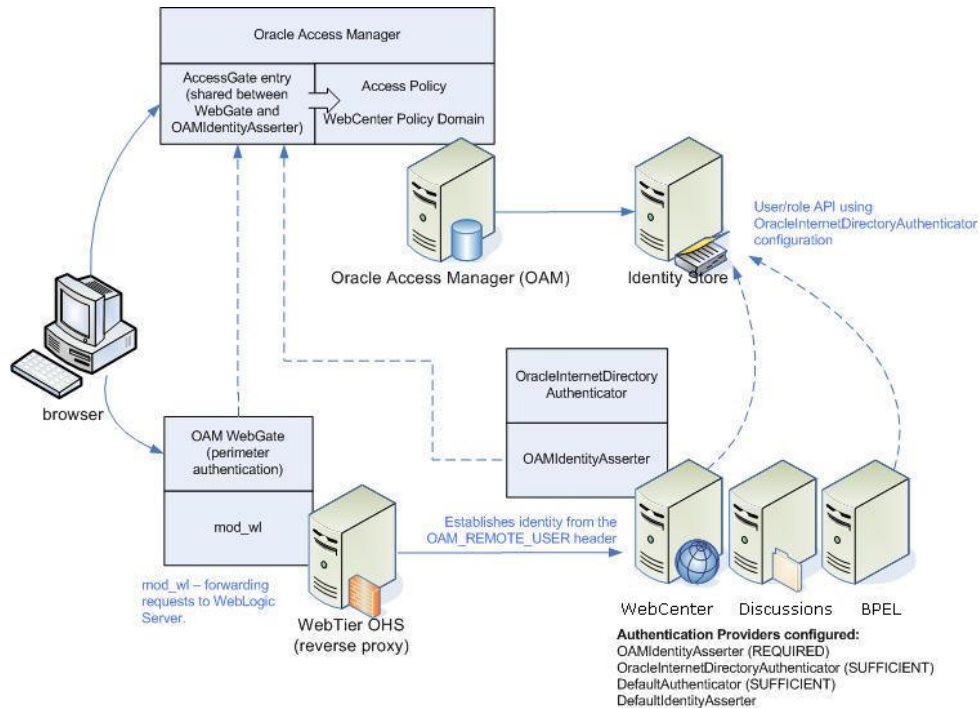 Oracle Access Manager
AccessGate entry
(shared between
WebGate and
OAMIdentityAsserter)
Access Policy
WebCenter Policy Domain
User/role API using
OracleInternetDirectoryAuthenticator
configuration
Oracle Access Manager (OAM)
Identity Store
browser
OracleInternetDirectory
Authenticator
OAMIdentityAsserter
OAM WebGate
(perimeter
authentication)
mod_wl
Establishes identity from the
OAM_REMOTE_USER header
mod_wl – forwarding
requests to WebLogic
Server.
WebTier OHS
(reverse proxy)
WebCenter
Discussions
BPEL
Authentication Providers configured:
OAMIdentityAsserter (REQUIRED)
OracleInternetDirectoryAuthenticator (SUFFICIENT)
DefaultAuthenticator (SUFFICIENT)
DefaultIdentityAsserter